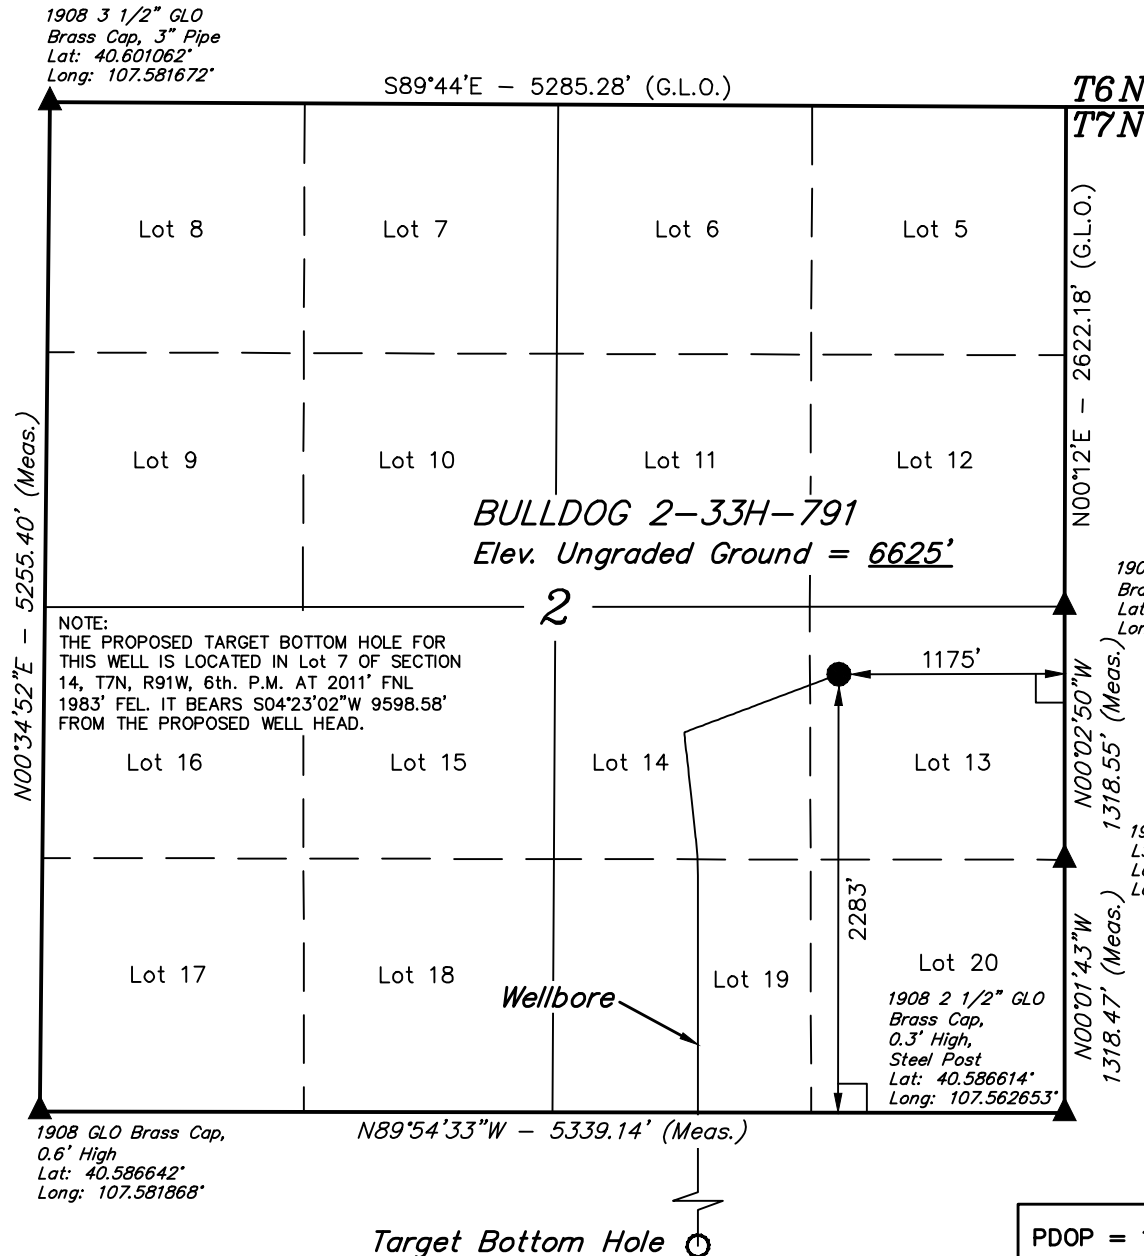 1908 3 1/2" GLO
Brass Cap, 3" Pipe
Lat: 40.601062°
Long: 107.581672°
S89°44'E - 5285.28' (G.L.O.)
T6N
T7N
Lot 8
Lot 7
Lot 6
Lot 5
N00°12'E - 2622.18' (G.L.O.)
Lot 9
Lot 10
Lot 11
Lot 12
N00°34'52"E - 5255.40' (Meas.)
BULLDOG 2-33H-791
Elev. Ungraded Ground = 6625'
2
NOTE:
THE PROPOSED TARGET BOTTOM HOLE FOR
THIS WELL IS LOCATED IN Lot 7 OF SECTION
14, T7N, R91W, 6th. P.M. AT 2011' FNL
1983' FEL. IT BEARS S04°23'02"W 9598.58'
FROM THE PROPOSED WELL HEAD.
1175'
N00°02'50"W
1318.55' (Meas.)
Lot 16
Lot 15
Lot 14
Lot 13
2283'
Lot 17
Lot 18
Lot 19
Lot 20
Wellbore
1908 2 1/2" GLO
Brass Cap,
0.3' High,
Steel Post
Lat: 40.586614°
Long: 107.562653°
N00°01'43"W
1318.47' (Meas.)
1908 GLO Brass Cap,
0.6' High
Lat: 40.586642°
Long: 107.581868°
N89°54'33"W - 5339.14' (Meas.)
Target Bottom Hole
PDOP =